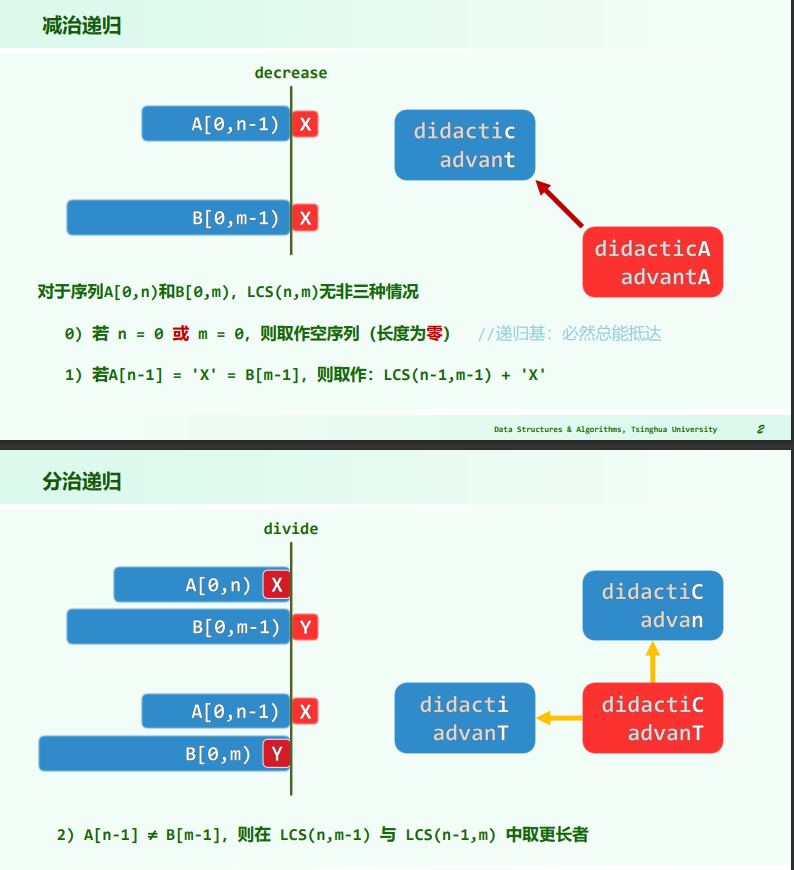 减治递归
decrease
A[0,n-1) X
B[0,m-1) X
didactic
advant
didacticA
advantA
对于序列A[0,n)和B[0,m), LCS(n,m)无非三种情况
0) 若 n = 0 或 m = 0, 则取作空序列（长度为零） //递归基: 必然总能抵达
1) 若A[n-1] = 'X' = B[m-1], 则取作: LCS(n-1,m-1) + 'X'
Data Structures & Algorithms, Tsinghua University 2
分治递归
divide
A[0,n) X
B[0,m-1) Y
A[0,n-1) X
B[0,m) Y
didactiC
advan
didacti
advanT
didactiC
advanT
2) A[n-1] ≠ B[m-1], 则在 LCS(n,m-1) 与 LCS(n-1,m) 中取更长者